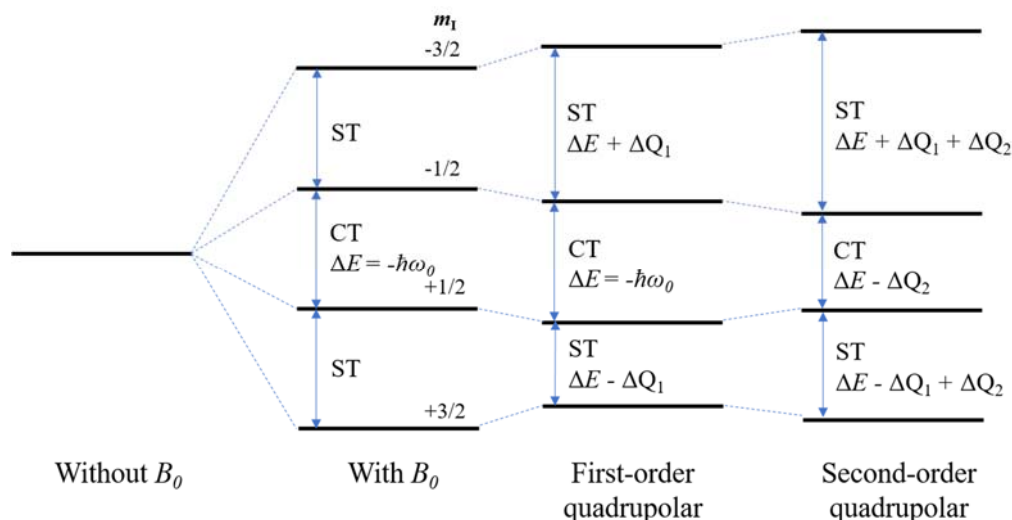 m_I
-3/2
-1/2
+1/2
+3/2
ST
CT
ΔE = -ħω₀
ST
ST
ΔE + ΔQ₁
CT
ΔE = -ħω₀
ST
ΔE - ΔQ₁
ST
ΔE + ΔQ₁ + ΔQ₂
CT
ΔE - ΔQ₂
ST
ΔE - ΔQ₁ + ΔQ₂
Without B₀
With B₀
First-order
quadrupolar
Second-order
quadrupolar